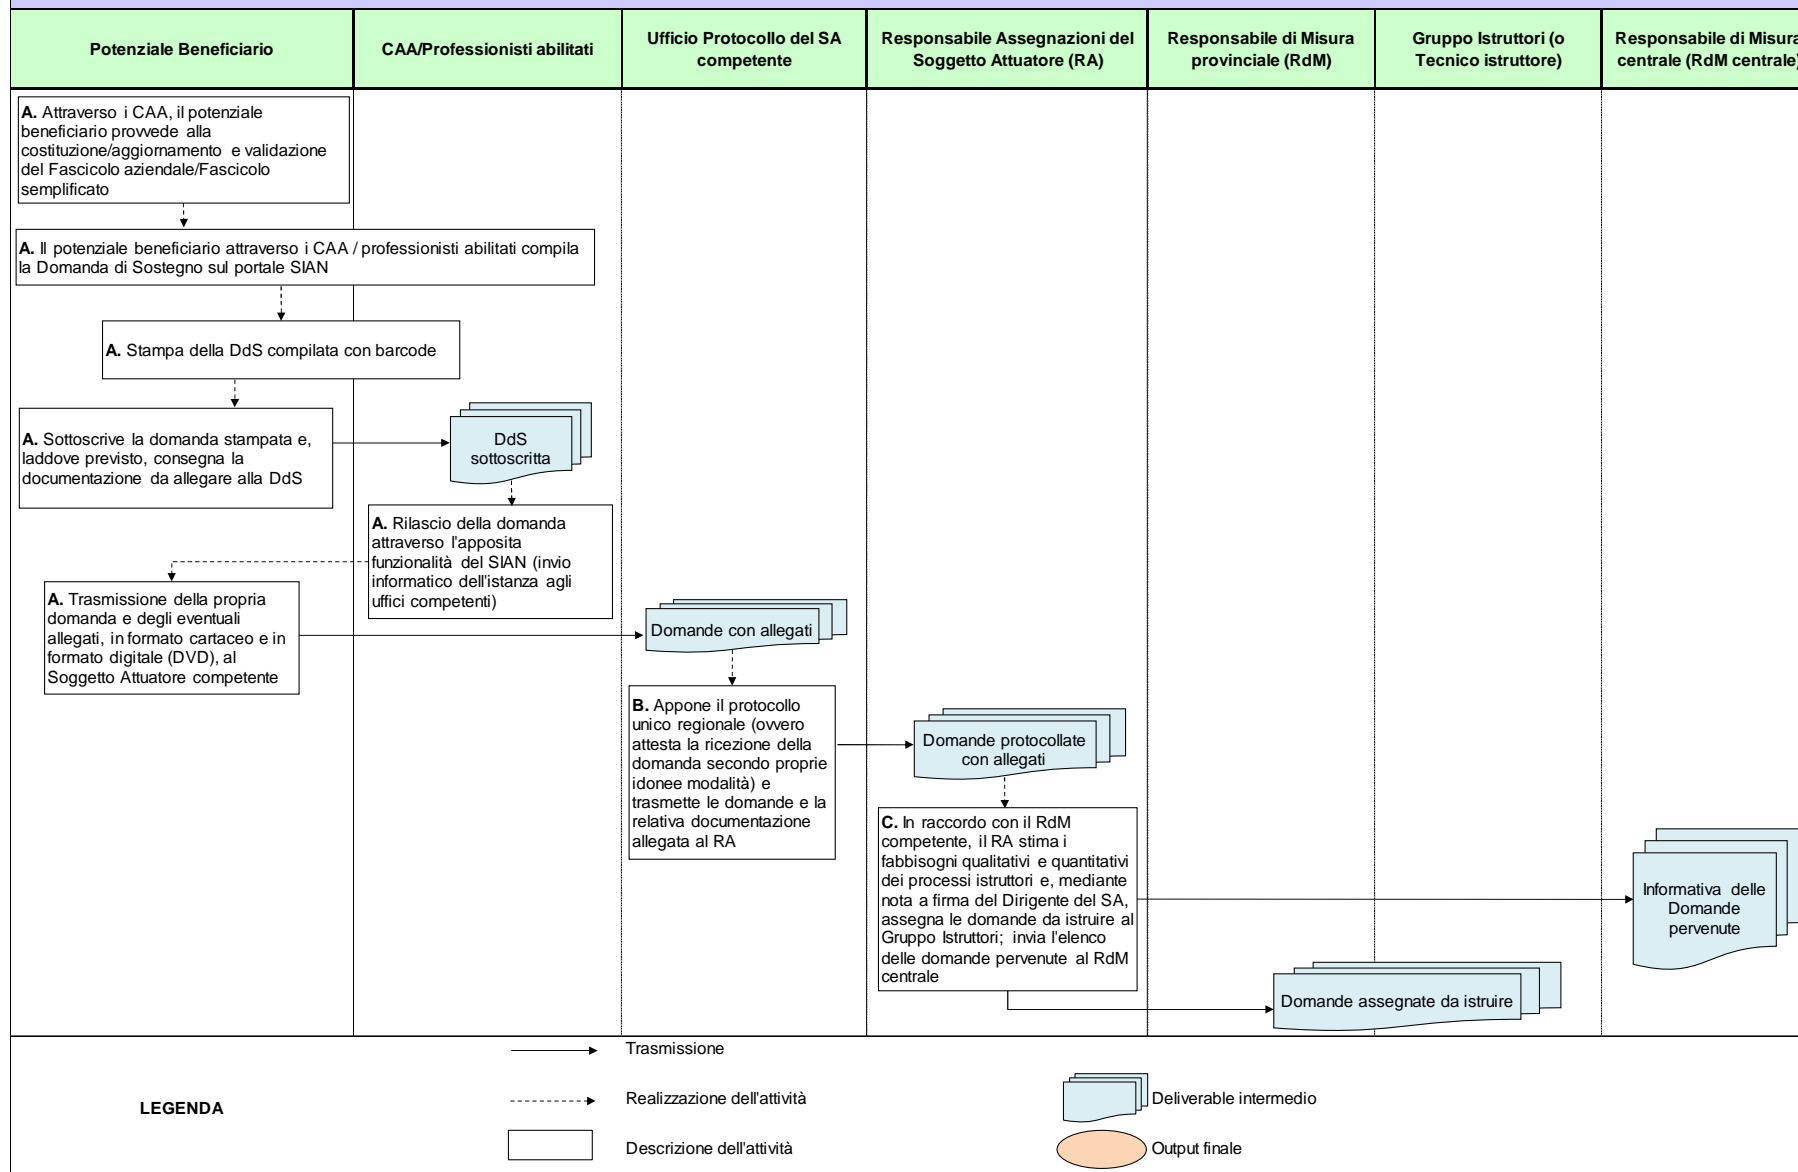 Potenziale Beneficiario
CAA/Professionisti abilitati
Ufficio Protocollo del SA
competente
Responsabile Assegnazioni del
Soggetto Attuatore (RA)
Responsabile di Misura
provinciale (RdM)
Gruppo Istruttori (o
Tecnico istruttore)
Responsabile di Misura
centrale (RdM centrale)
A. Attraverso i CAA, il potenziale
beneficiario provvede alla
costituzione/aggiornamento e validazione
del Fascicolo aziendale/Fascicolo
semplificato
A. Il potenziale beneficiario attraverso i CAA / professionisti abilitati compila
la Domanda di Sostegno sul portale SIAN
A. Stampa della DdS compilata con barcode
A. Sottoscrive la domanda stampata e,
laddove previsto, consegna la
documentazione da allegare alla DdS
DdS
sottoscritta
A. Rilascio della domanda
attraverso l'apposita
funzionalità del SIAN (invio
informatico dell'istanza agli
uffici competenti)
A. Trasmissione della propria
domanda e degli eventuali
allegati, in formato cartaceo e in
formato digitale (DVD), al
Soggetto Attuatore competente
Domande con allegati
B. Appone il protocollo
unico regionale (ovvero
attesta la ricezione della
domanda secondo proprie
idonee modalità) e
trasmette le domande e la
relativa documentazione
allegata al RA
Domande protocollate
con allegati
C. In raccordo con il RdM
competente, il RA stima i
fabbisogni qualitativi e quantitativi
dei processi istruttori e, mediante
nota a firma del Dirigente del SA,
assegna le domande da istruire al
Gruppo Istruttori; invia l'elenco
delle domande pervenute al RdM
centrale
Informativa delle
Domande
pervenute
Domande assegnate da istruire
LEGENDA
Trasmissione
Realizzazione dell'attività
Descrizione dell'attività
Deliverable intermedio
Output finale